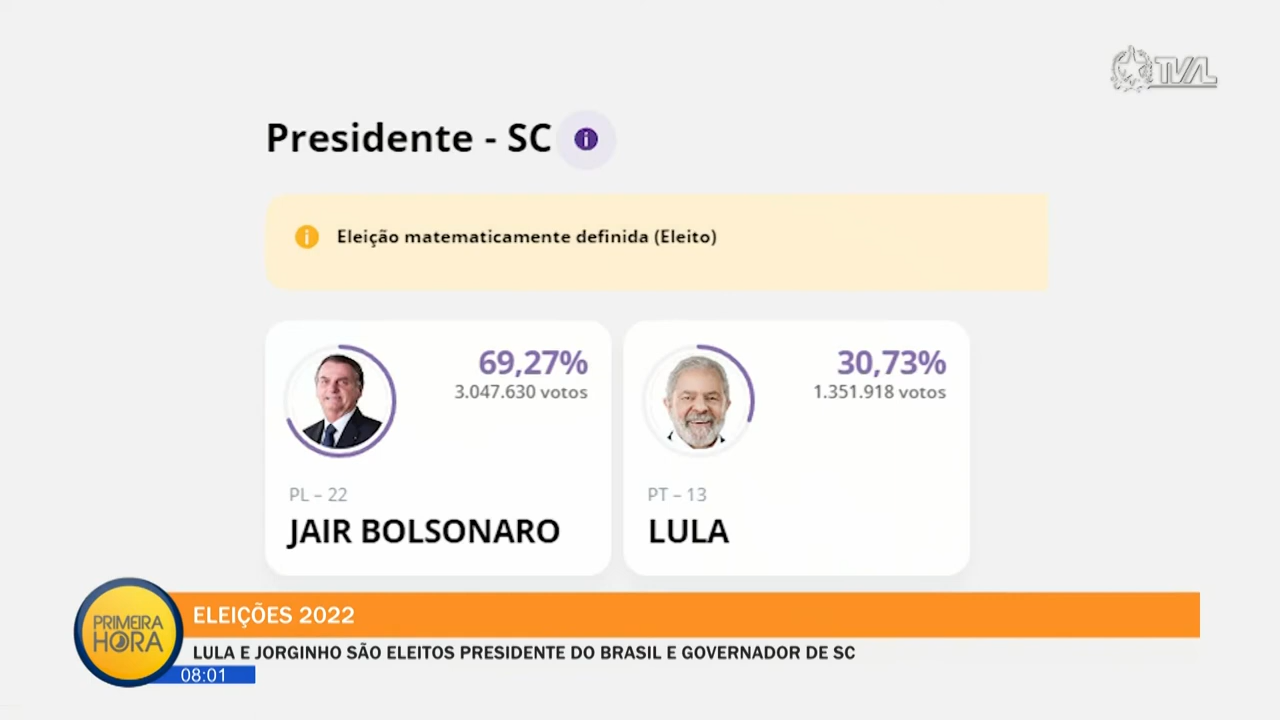 TVAL
Presidente - SC
Eleição matematicamente definida (Eleito)
69,27%
3.047.630 votos
PL – 22
JAIR BOLSONARO
30,73%
1.351.918 votos
PT – 13
LULA
PRIMEIRA
HORA
ELEIÇÕES 2022
LULA E JORGINHO SÃO ELEITOS PRESIDENTE DO BRASIL E GOVERNADOR DE SC
08:01